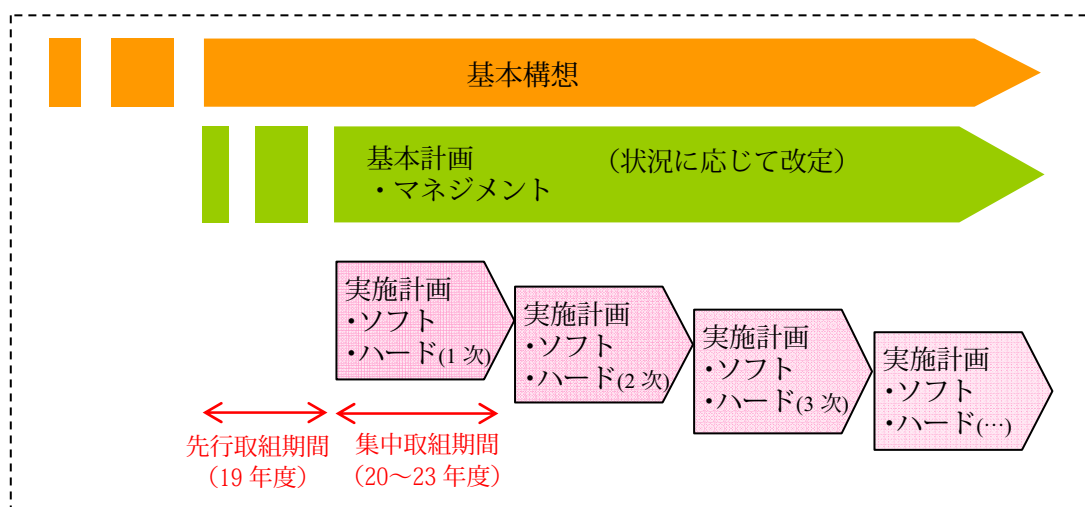 基本構想
基本計画 (状況に応じて改定)
・マネジメント
実施計画
・ソフト
・ハード(1 次)
実施計画
・ソフト
・ハード(2 次)
実施計画
・ソフト
・ハード(3 次)
実施計画
・ソフト
・ハード(…)
先行取組期間
(19 年度)
集中取組期間
(20～23 年度)